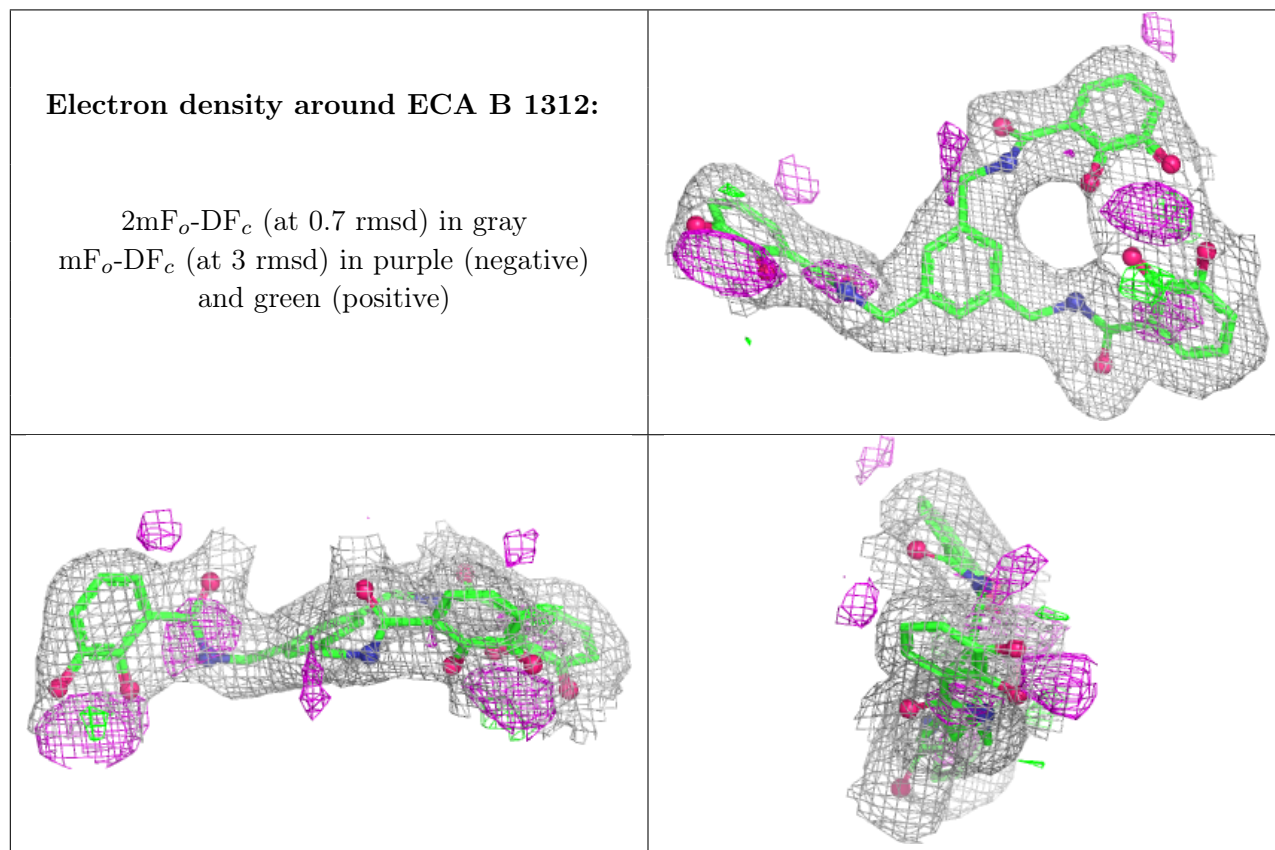 Electron density around ECA B 1312:
2mFo-DFc (at 0.7 rmsd) in gray
mFo-DFc (at 3 rmsd) in purple (negative)
and green (positive)